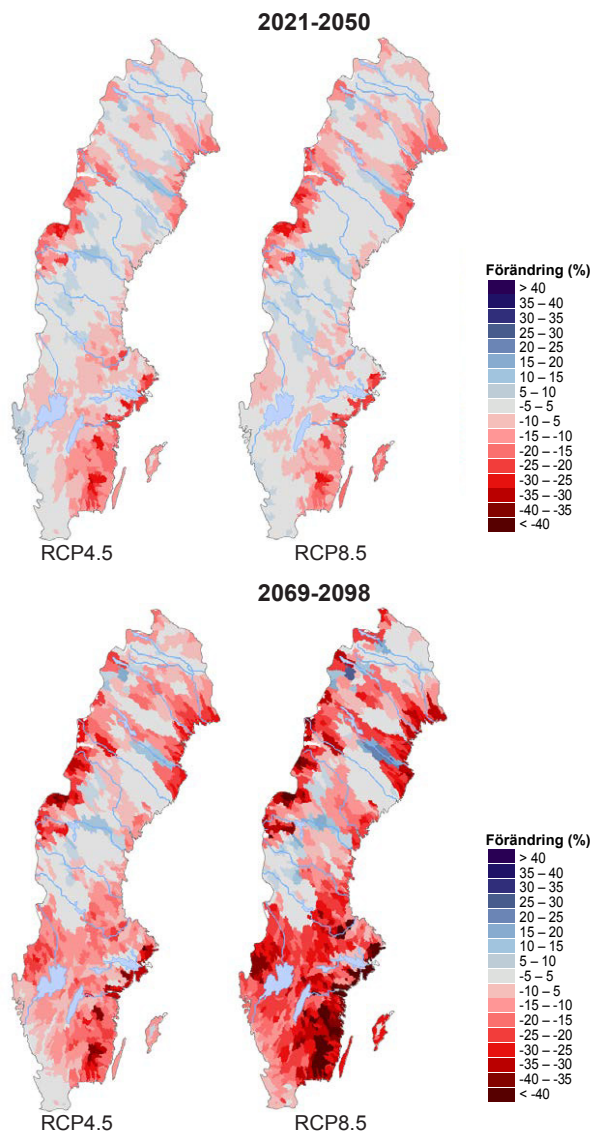 2021-2050
Förändring (%)
> 40
35 – 40
30 – 35
25 – 30
20 – 25
15 – 20
10 – 15
5 – 10
-5 – 5
-10 – 5
-15 – -10
-20 – -15
-25 – -20
-30 – -25
-35 – -30
-40 – -35
< -40
RCP4.5
RCP8.5
2069-2098
Förändring (%)
> 40
35 – 40
30 – 35
25 – 30
20 – 25
15 – 20
10 – 15
5 – 10
-5 – 5
-10 – 5
-15 – -10
-20 – -15
-25 – -20
-30 – -25
-35 – -30
-40 – -35
< -40
RCP4.5
RCP8.5